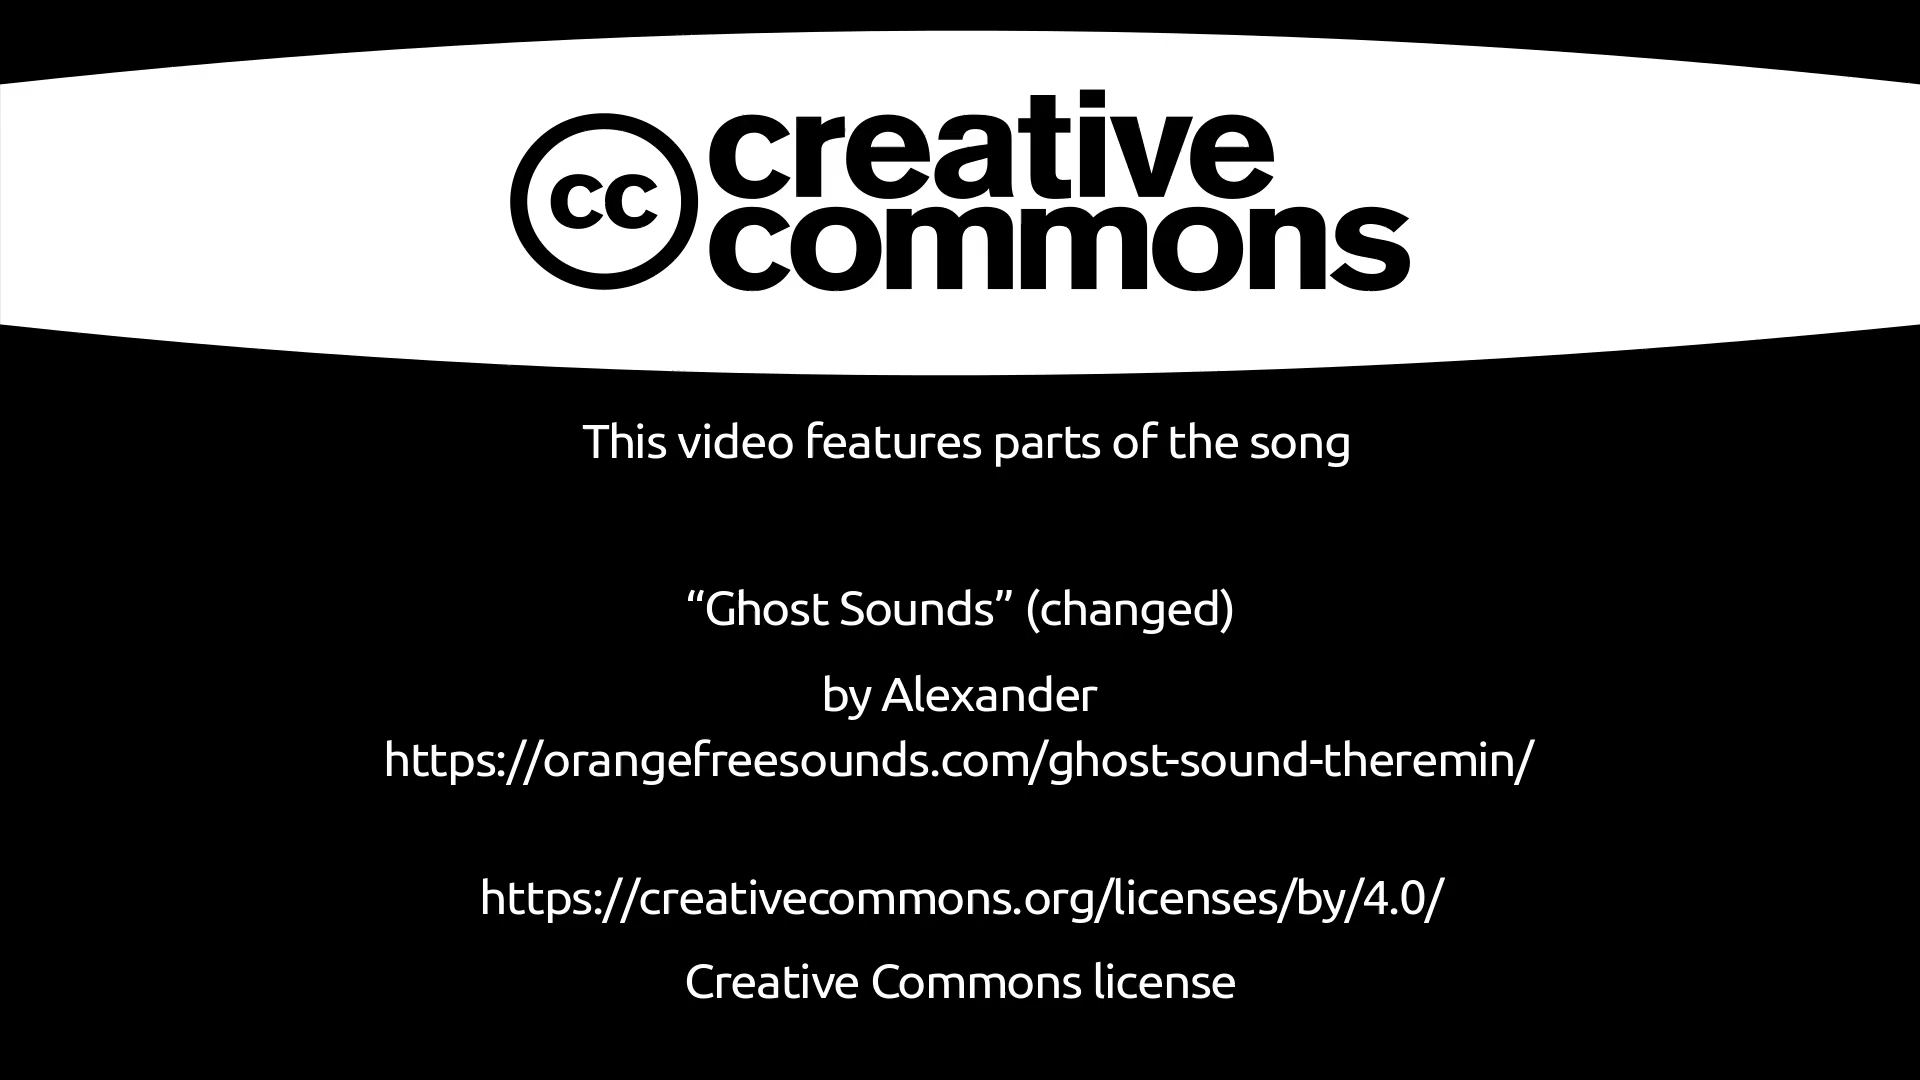 cc creative
commons
This video features parts of the song
“Ghost Sounds” (changed)
by Alexander
https://orangefreesounds.com/ghost-sound-theremin/
https://creativecommons.org/licenses/by/4.0/
Creative Commons license